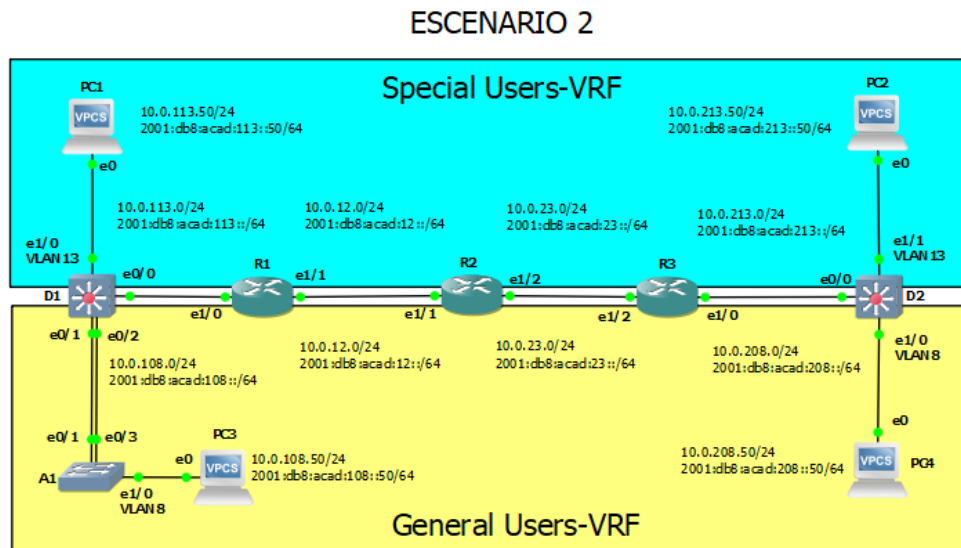 ESCENARIO 2
Special Users-VRF
PC1
VPCS
10.0.113.50/24
2001:db8:acad:113::50/64
e0
PC2
VPCS
10.0.213.50/24
2001:db8:acad:213::50/64
e0
10.0.113.0/24
2001:db8:acad:113::/64
10.0.12.0/24
2001:db8:acad:12::/64
10.0.23.0/24
2001:db8:acad:23::/64
10.0.213.0/24
2001:db8:acad:213::/64
e1/0
VLAN 13
e1/1
VLAN 13
e0/0
R1
e1/1
R2
e1/2
R3
e0/0
D1
e1/0
e1/1
e1/2
e1/0
D2
e0/1
e0/2
e1/0
VLAN 8
10.0.108.0/24
2001:db8:acad:108::/64
10.0.12.0/24
2001:db8:acad:12::/64
10.0.23.0/24
2001:db8:acad:23::/64
10.0.208.0/24
2001:db8:acad:208::/64
e0/1
e0/3
PC3
e0
VPCS
10.0.108.50/24
2001:db8:acad:108::50/64
A1
e1/0
VLAN 8
e0
10.0.208.50/24
2001:db8:acad:208::50/64
VPCS
PC4
General Users-VRF